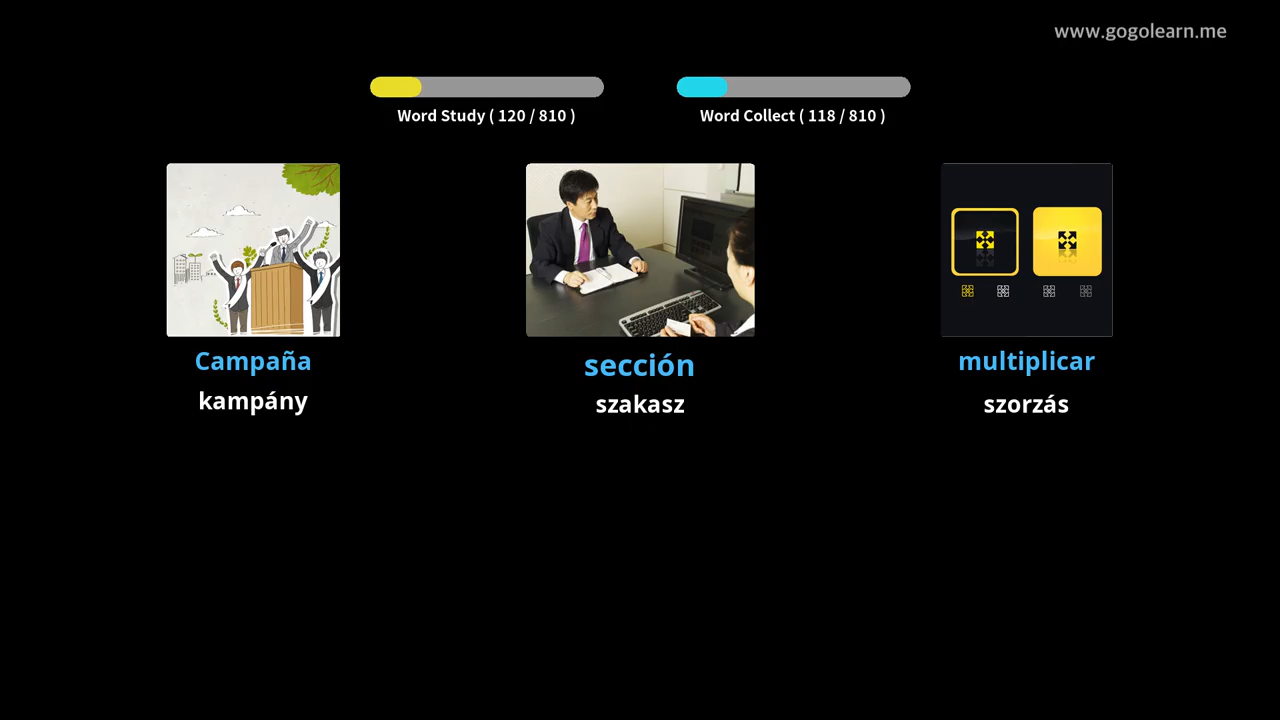 www.gogolearn.me
Word Study ( 120 / 810 )
Word Collect ( 118 / 810 )
Campaña
sección
multiplicar
kampány
szakasz
szorzás